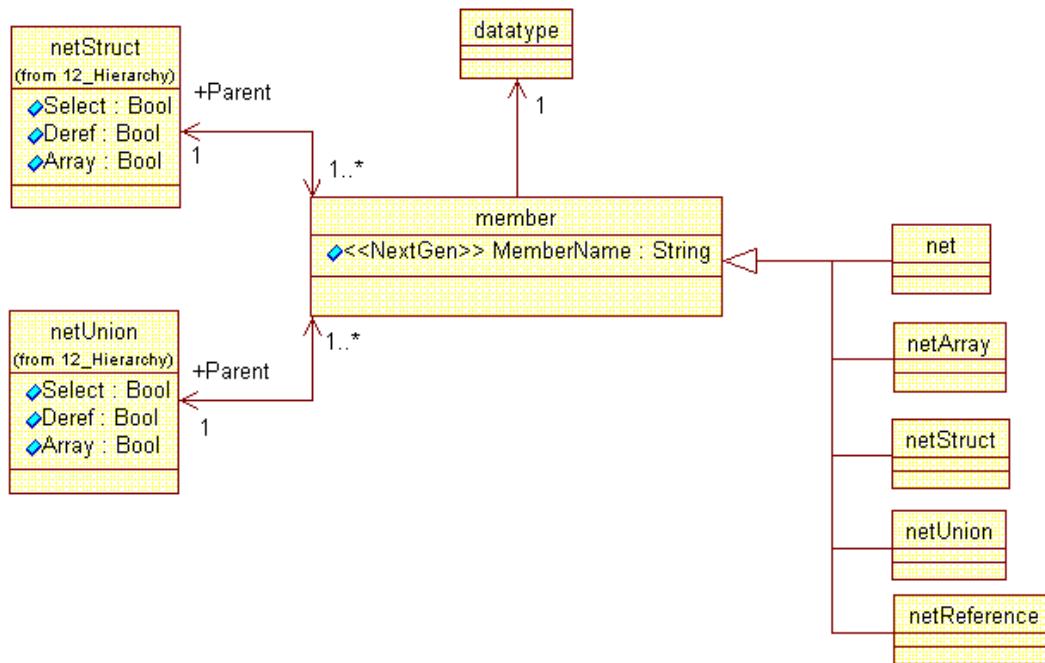 netStruct
(from 12_Hierarchy)
Select : Bool
Deref : Bool
Array : Bool
+Parent
1
1..*
datatype
1
member
<<NextGen>> MemberName : String
netUnion
(from 12_Hierarchy)
Select : Bool
Deref : Bool
Array : Bool
+Parent
1
1..*
net
netArray
netStruct
netUnion
netReference